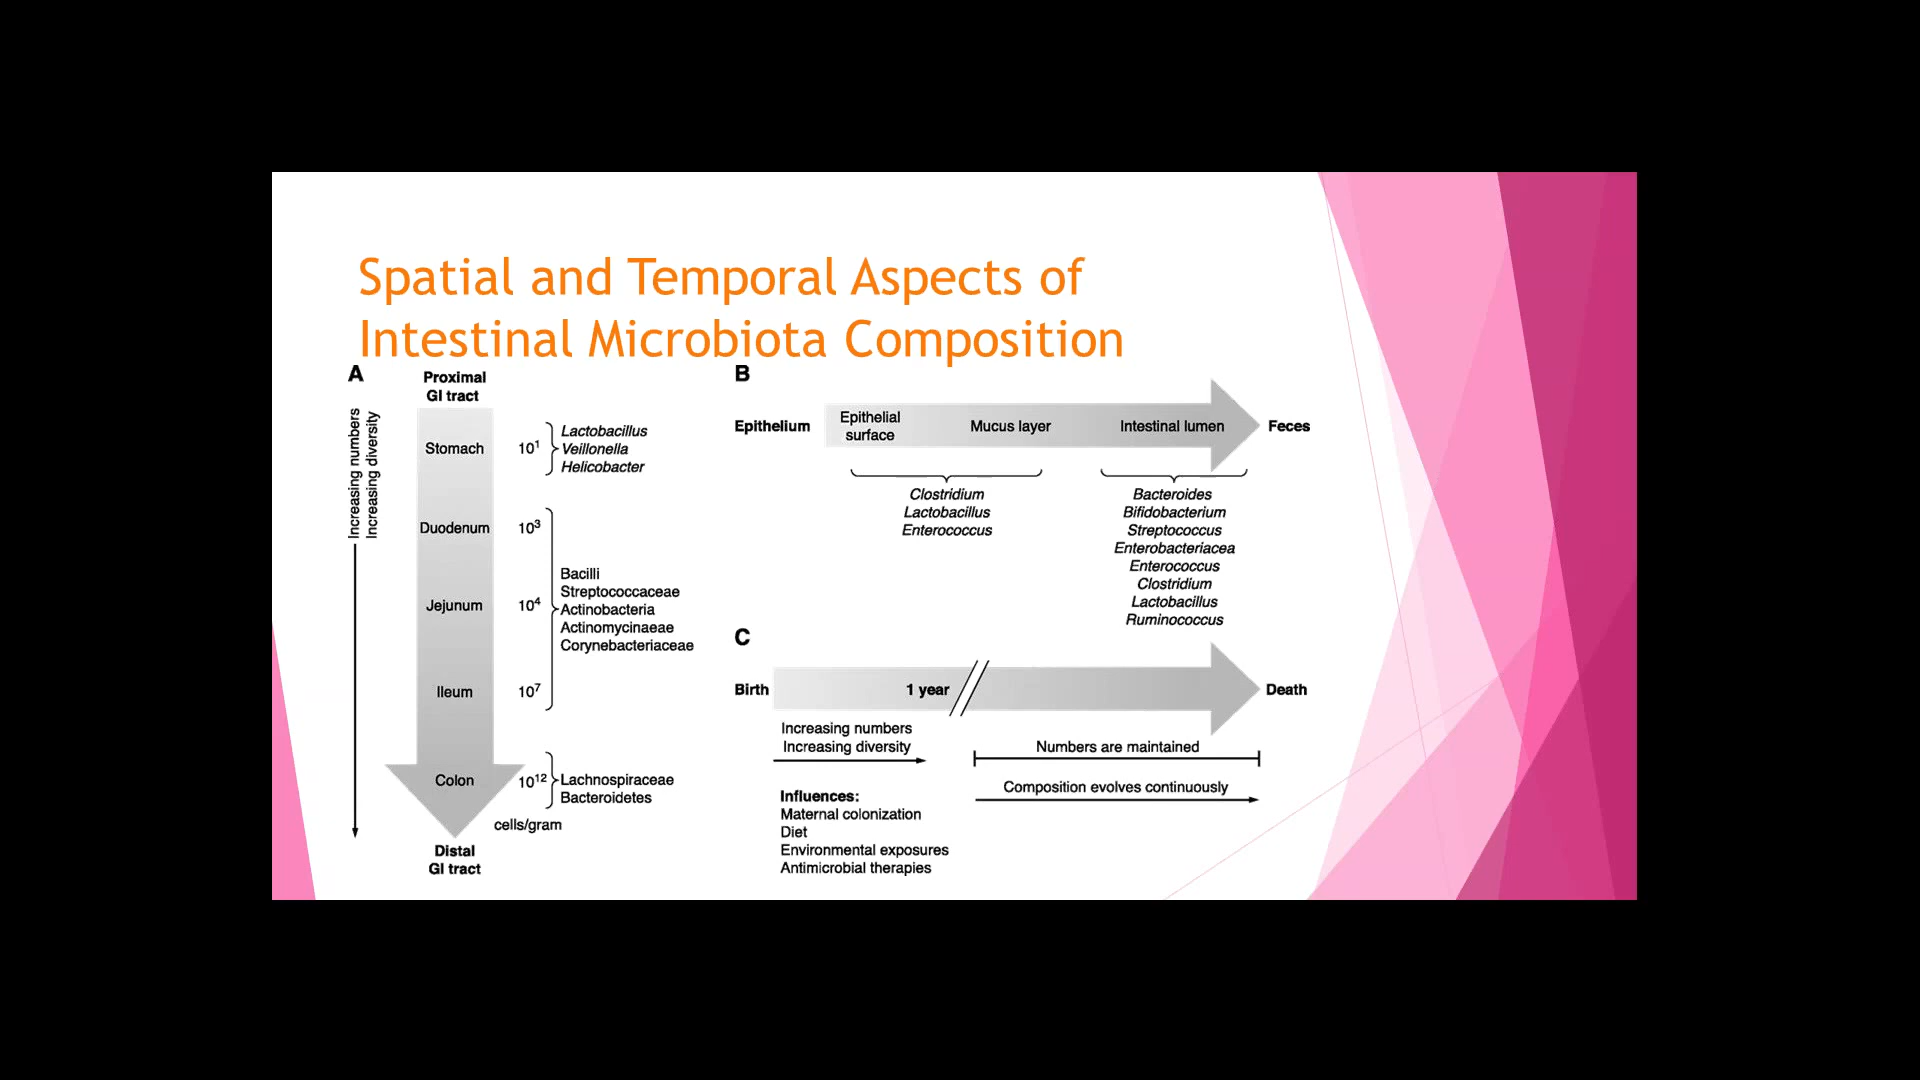 Spatial and Temporal Aspects of
Intestinal Microbiota Composition
A
Proximal
GI tract
Increasing numbers
Increasing diversity
Stomach
10¹
Lactobacillus
Veillonella
Helicobacter
Duodenum
10³
Jejunum
10⁴
Ileum
10⁷
Bacilli
Streptococcaceae
Actinobacteria
Actinomycinaeae
Corynebacteriaceae
Colon
10¹²
Lachnospiraceae
Bacteroidetes
cells/gram
Distal
GI tract
B
Epithelium
Epithelial
surface
Mucus layer
Intestinal lumen
Feces
Clostridium
Lactobacillus
Enterococcus
Bacteroides
Bifidobacterium
Streptococcus
Enterobacteriacea
Enterococcus
Clostridium
Lactobacillus
Ruminococcus
C
Birth
1 year
Death
Increasing numbers
Increasing diversity
Numbers are maintained
Composition evolves continuously
Influences:
Maternal colonization
Diet
Environmental exposures
Antimicrobial therapies